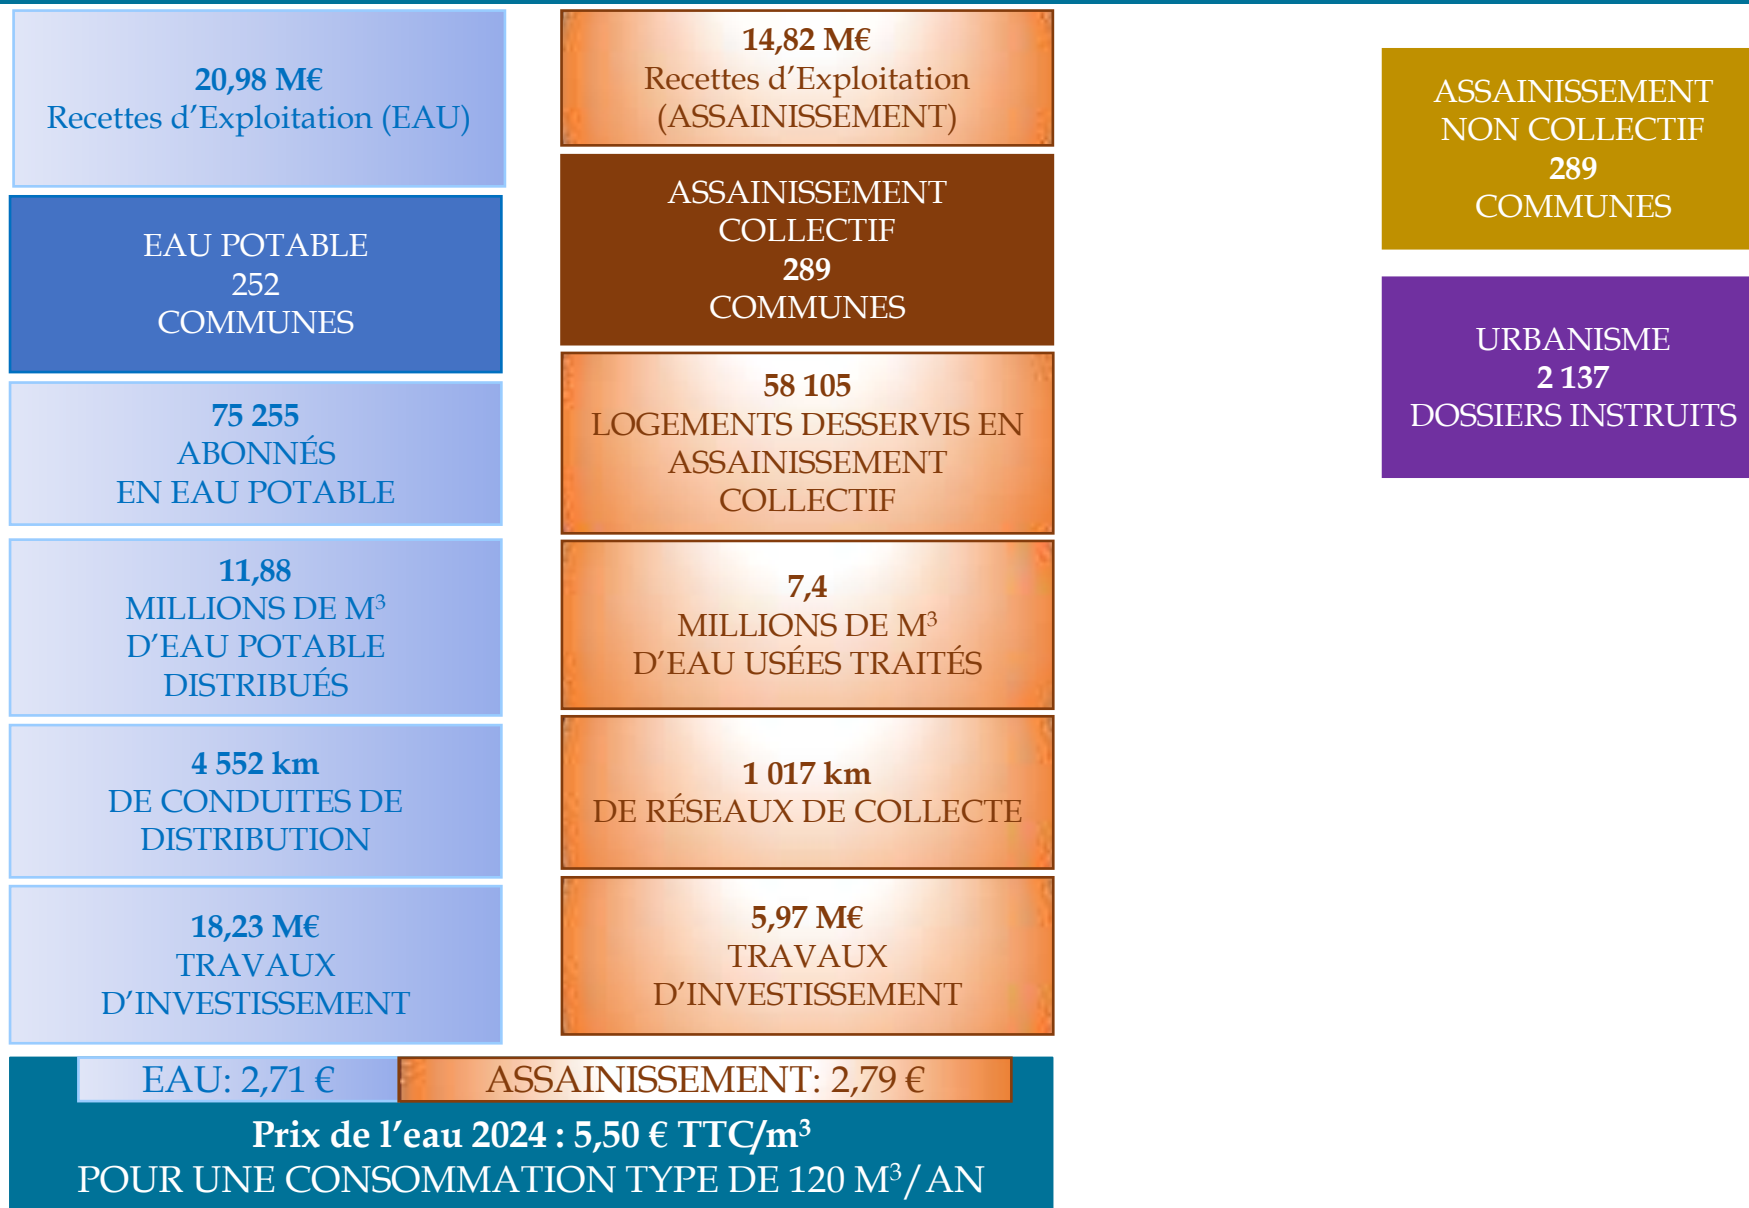 20,98 M€
Recettes d’Exploitation (EAU)
EAU POTABLE
252
COMMUNES
75 255
ABONNÉS
EN EAU POTABLE
11,88
MILLIONS DE M³
D’EAU POTABLE
DISTRIBUÉS
4 552 km
DE CONDUITES DE
DISTRIBUTION
18,23 M€
TRAVAUX
D’INVESTISSEMENT
14,82 M€
Recettes d’Exploitation
(ASSAINISSEMENT)
ASSAINISSEMENT
COLLECTIF
289
COMMUNES
58 105
LOGEMENTS DESSERVIS EN
ASSAINISSEMENT
COLLECTIF
7,4
MILLIONS DE M³
D’EAU USÉES TRAITÉS
1 017 km
DE RÉSEAUX DE COLLECTE
5,97 M€
TRAVAUX
D’INVESTISSEMENT
EAU: 2,71 €
ASSAINISSEMENT: 2,79 €
Prix de l’eau 2024 : 5,50 € TTC/m³
POUR UNE CONSOMMATION TYPE DE 120 M³/AN
ASSAINISSEMENT
NON COLLECTIF
289
COMMUNES
URBANISME
2 137
DOSSIERS INSTRUITS